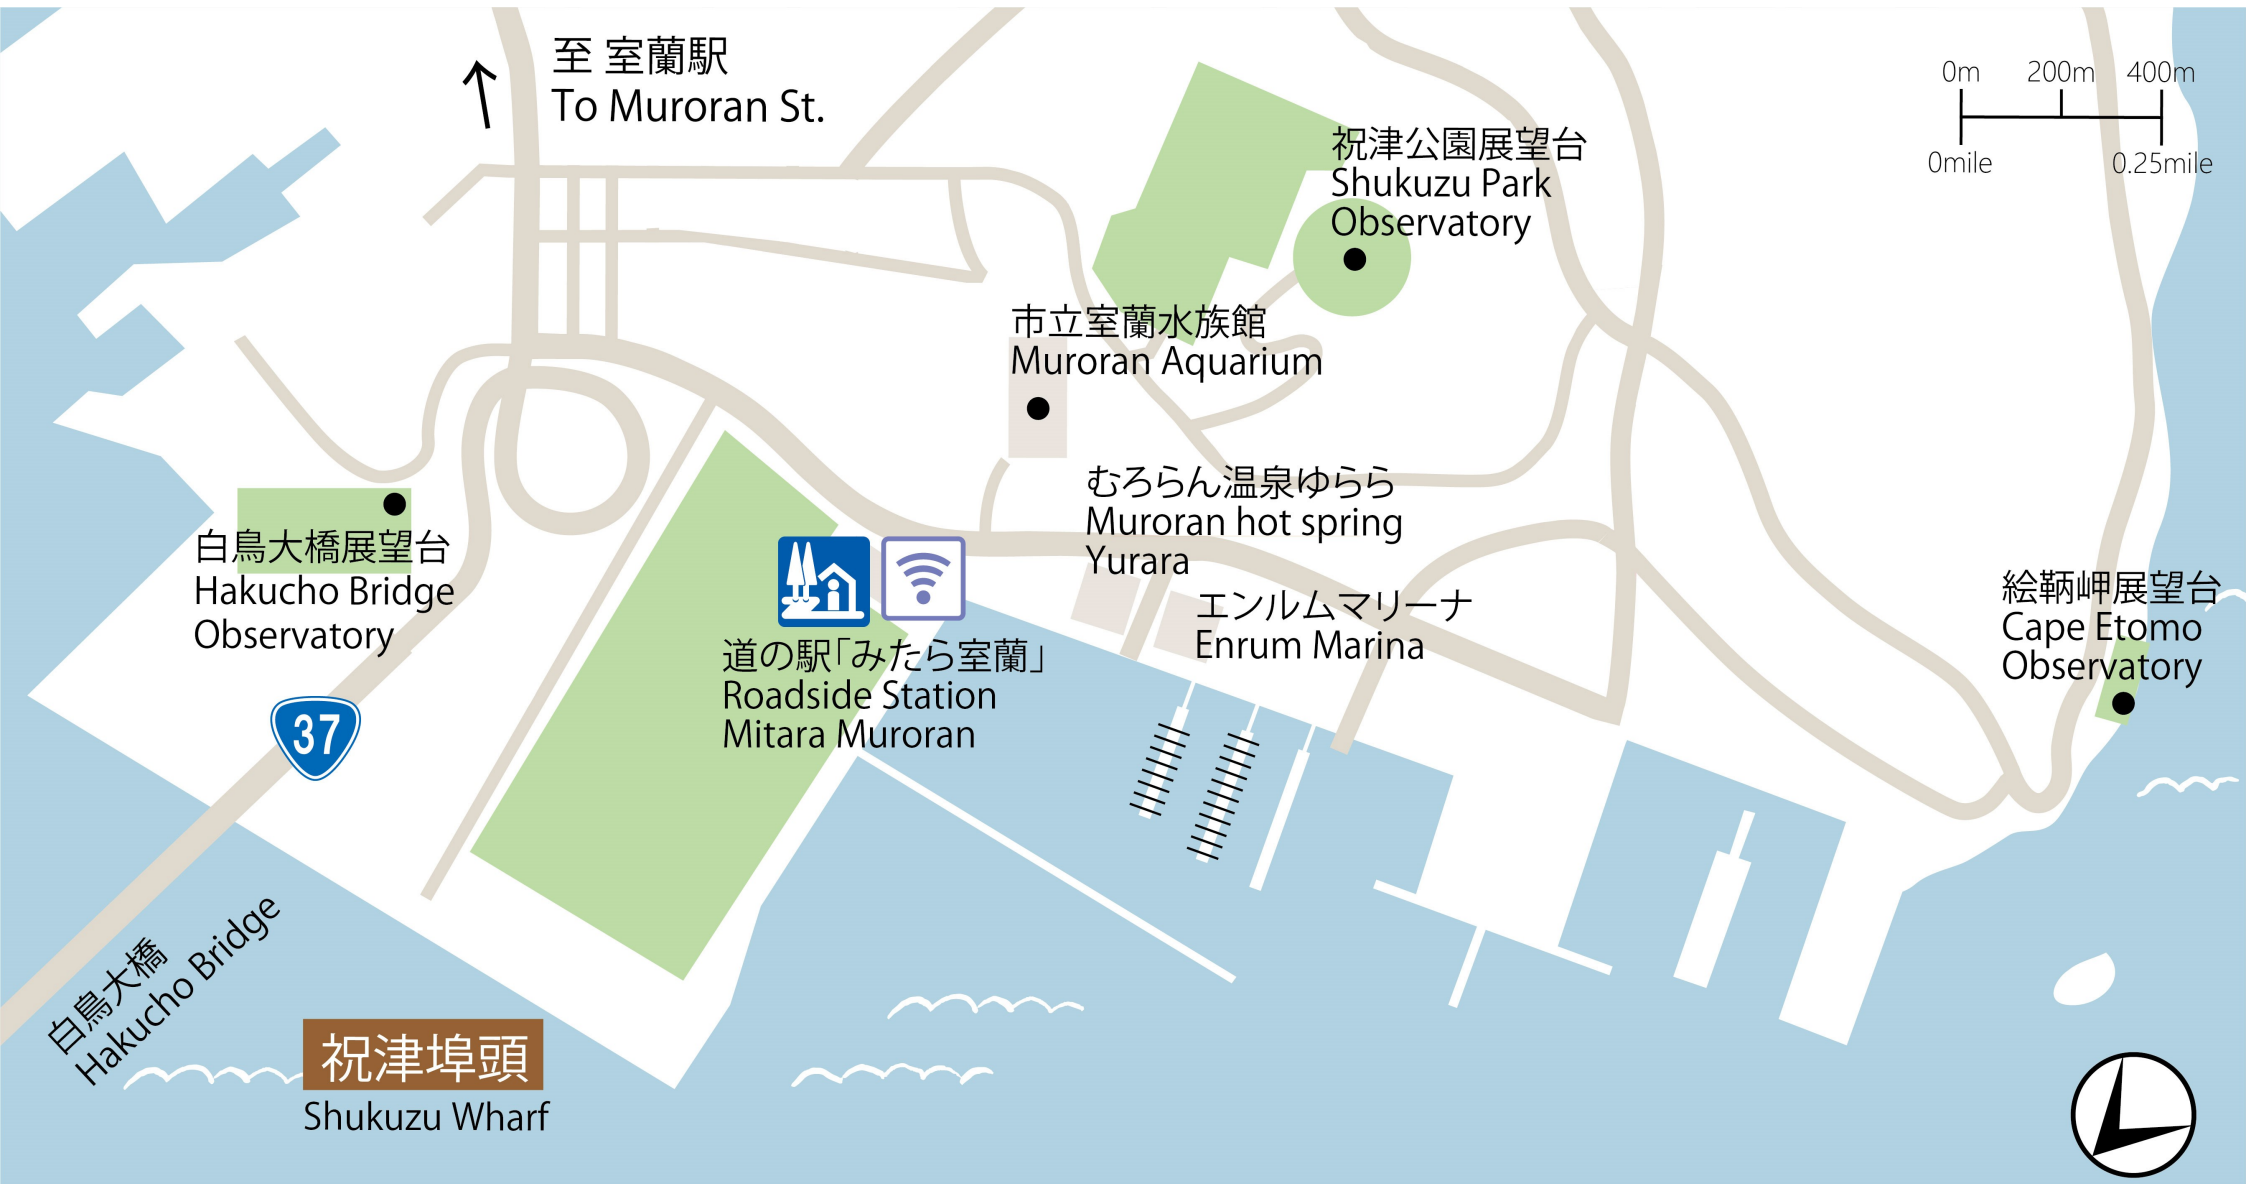 至 室蘭駅
To Muroran St.
0m 200m 400m
0mile 0.25mile
祝津公園展望台
Shukuzu Park
Observatory
市立室蘭水族館
Muroran Aquarium
むろらん温泉ゆらら
Muroran hot spring
Yurara
白鳥大橋展望台
Hakucho Bridge
Observatory
エンルムマリーナ
Enrum Marina
絵鞆岬展望台
Cape Etomo
Observatory
道の駅「みたら室蘭」
Roadside Station
Mitara Muroran
37
白鳥大橋
Hakucho Bridge
祝津埠頭
Shukuzu Wharf